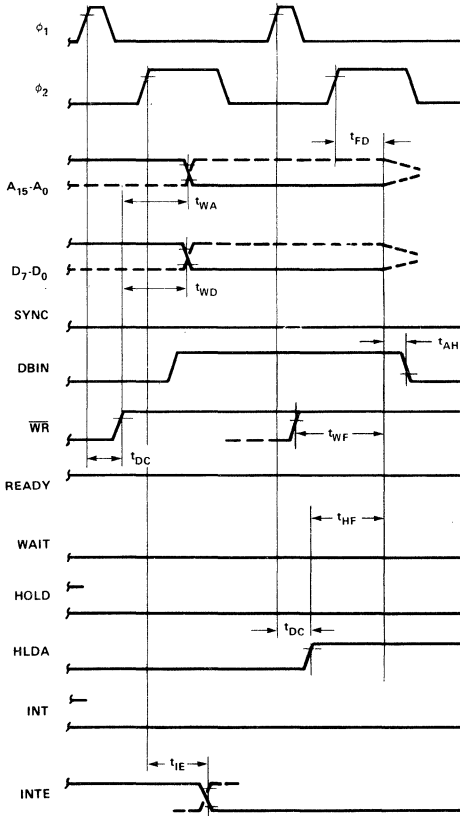 ϕ1
ϕ2
tFD
A15-A0
tWA
D7-D0
tWD
SYNC
tAH
DBIN
WR
tWF
tDC
READY
tHF
WAIT
HOLD
tDC
HLDA
INT
tIE
INTE